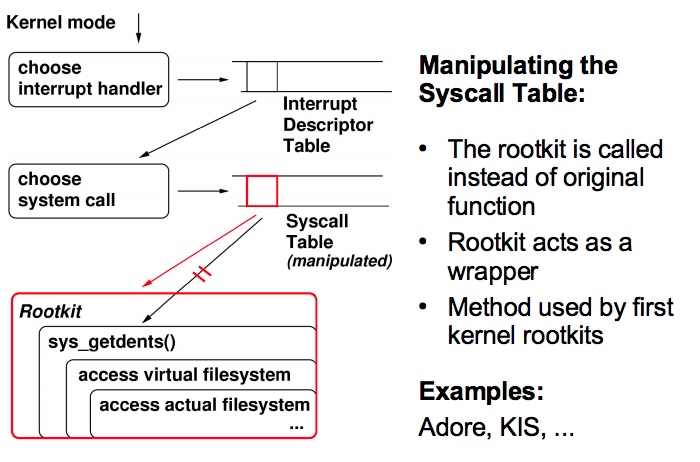 Kernel mode
choose
interrupt handler
Interrupt
Descriptor
Table
choose
system call
Syscall
Table
(manipulated)
Rootkit
sys_getdents()
access virtual filesystem
access actual filesystem
...
Manipulating the
Syscall Table:
• The rootkit is called
instead of original
function
• Rootkit acts as a
wrapper
• Method used by first
kernel rootkits
Examples:
Adore, KIS, ...